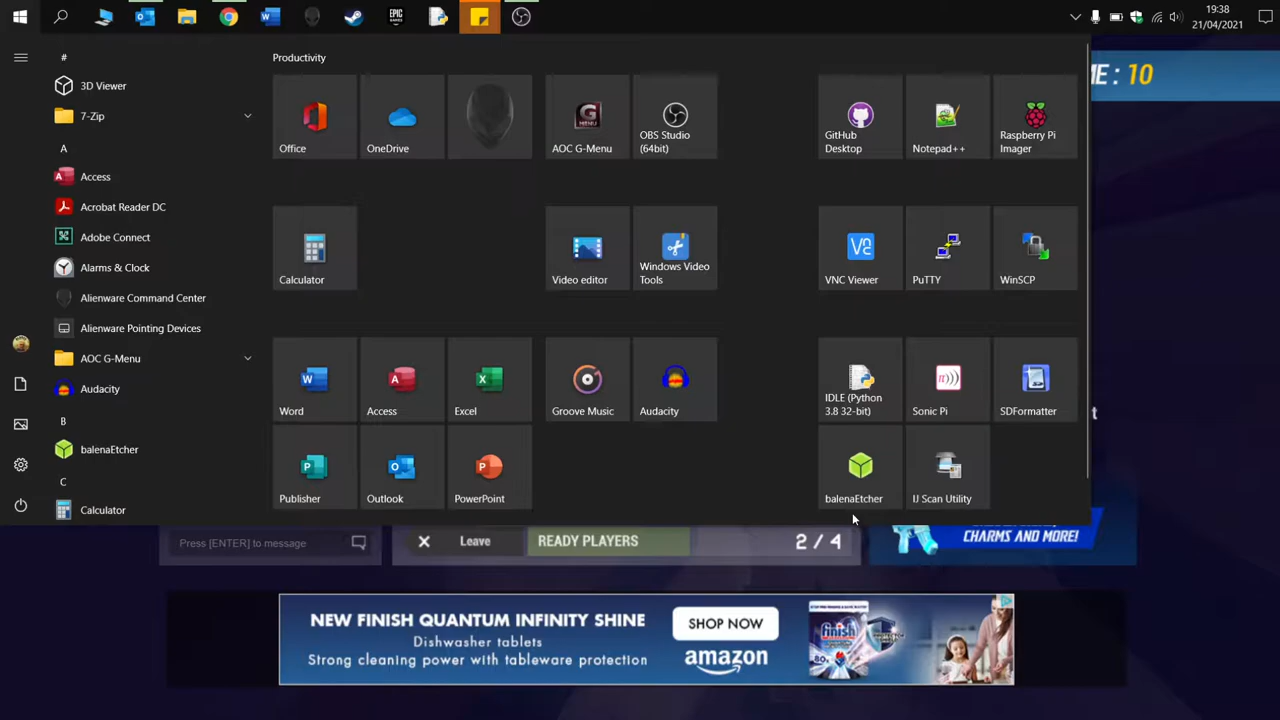 19:38
21/04/2021
#
3D Viewer
7-Zip
A
Access
Acrobat Reader DC
Adobe Connect
Alarms & Clock
Alienware Command Center
Alienware Pointing Devices
AOC G-Menu
Audacity
B
balenaEtcher
C
Calculator
Productivity
Office
OneDrive
AOC G-Menu
OBS Studio
(64bit)
GitHub
Desktop
Notepad++
Raspberry Pi
Imager
Calculator
Video editor
Windows Video
Tools
VNC Viewer
PuTTY
WinSCP
Word
Access
Excel
Groove Music
Audacity
IDLE (Python
3.8 32-bit)
Sonic Pi
SDFormatter
Publisher
Outlook
PowerPoint
balenaEtcher
IJ Scan Utility
ME : 10
Press [ENTER] to message
Leave
READY PLAYERS
2 / 4
CHARMS AND MORE!
NEW FINISH QUANTUM INFINITY SHINE
Dishwasher tablets
Strong cleaning power with tableware protection
SHOP NOW
amazon
finish